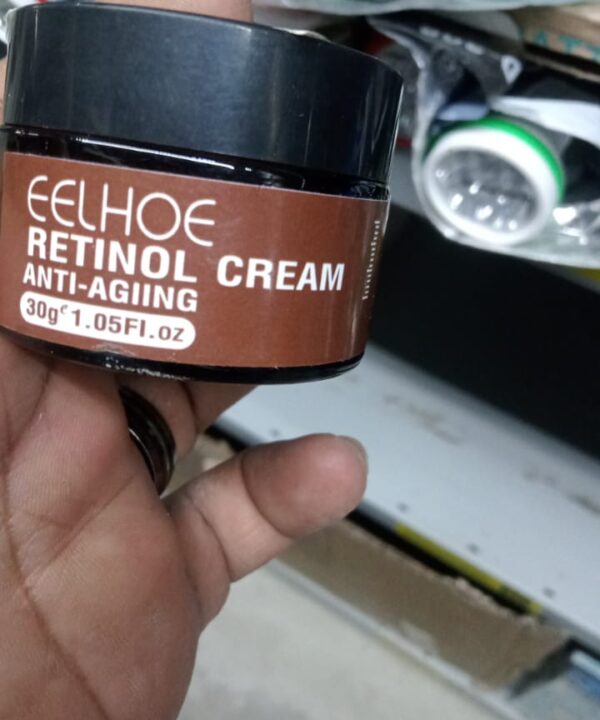 EELHOE
RETINOL CREAM
ANTI-AGIING
30g℮1.05Fl.oz